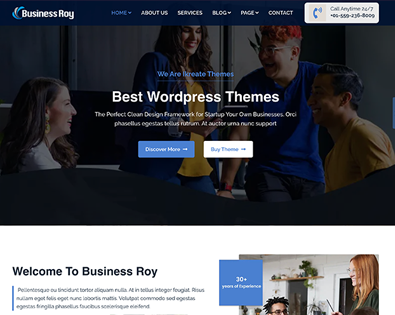 Business Roy
HOME ABOUT US SERVICES BLOG PAGE CONTACT
Call Anytime 24/7
+01-559-236-8009
We Are Create Themes
Best Wordpress Themes
The Perfect Clean Design Framework for Startup Your Own Businesses. Orci
phasellus egestas tellus rutrum. At auctor urna nunc support
Discover More
Buy Theme
Welcome To Business Roy
Pellentesque eu tincidunt tortor aliquam nulla. At in tellus integer feugiat. Risus
nullam eget felis eget nunc lobortis mattis. Volutpat commodo sed egestas
egestas fringilla phasellus faucibus scelerisque eleifend
30+
years of Experience